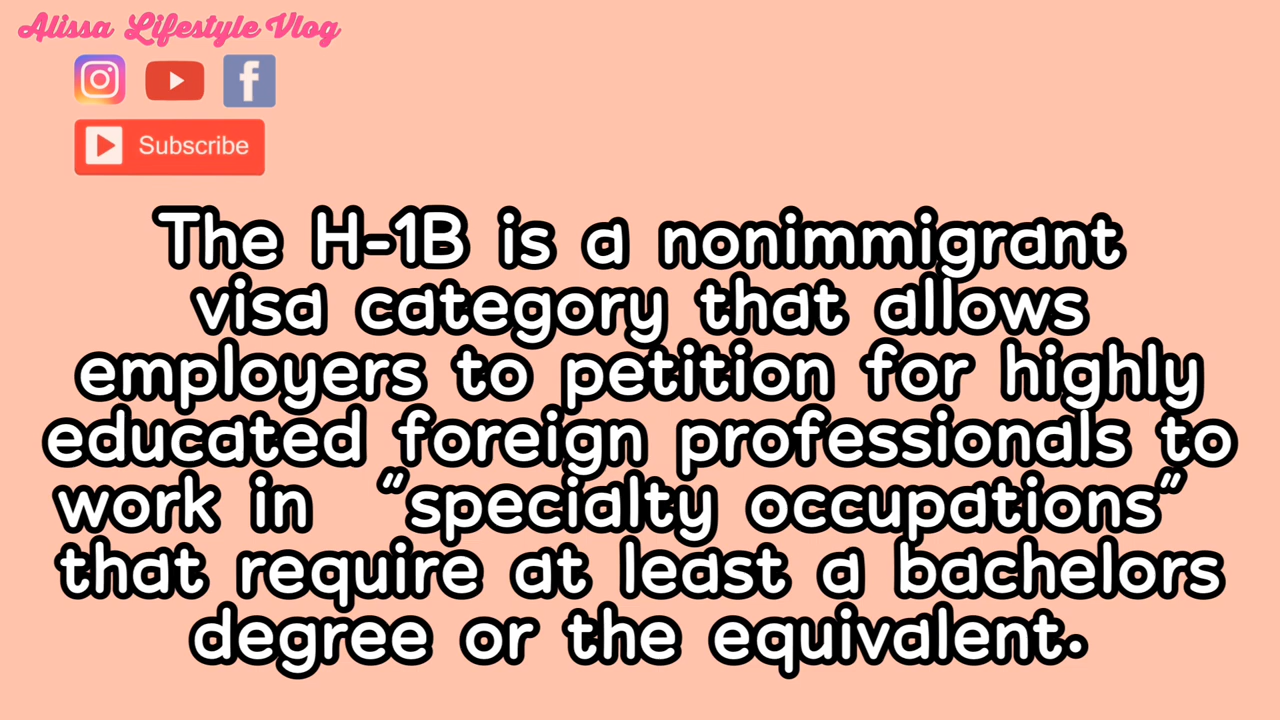 Alissa Lifestyle Vlog
f
Subscribe
The H-1B is a nonimmigrant
visa category that allows
employers to petition for highly
educated foreign professionals to
work in "specialty occupations"
that require at least a bachelors
degree or the equivalent.